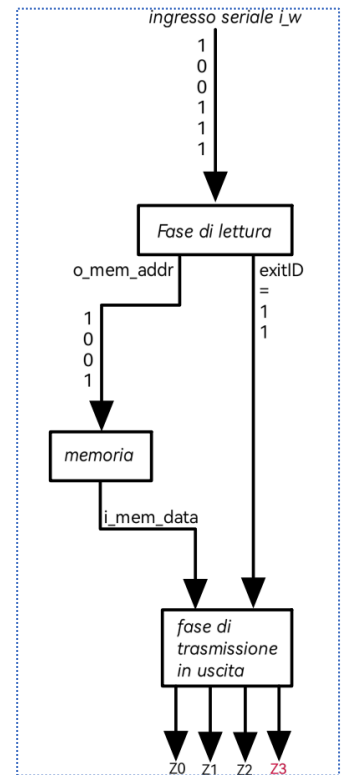 ingresso seriale i_w
1
0
0
1
1
1
Fase di lettura
o_mem_addr
exitID
=
1
1
1
0
0
1
memoria
i_mem_data
fase di
trasmissione
in uscita
Z0 Z1 Z2 Z3